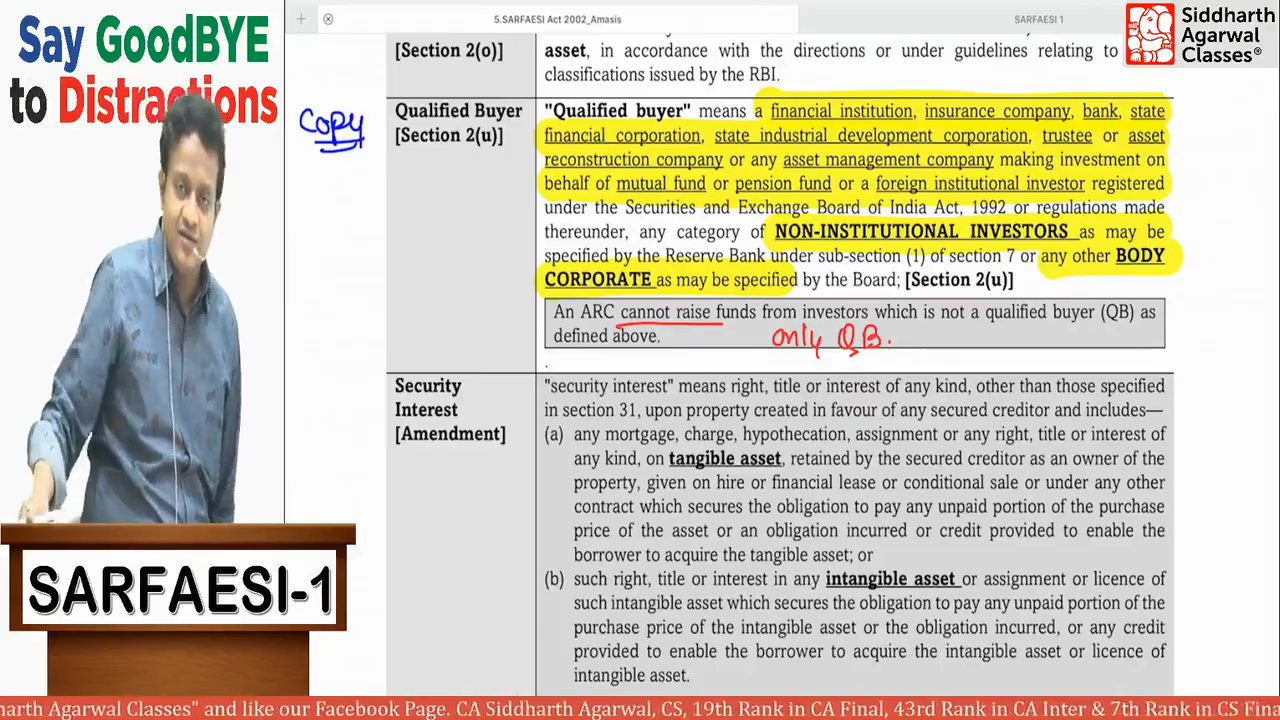 Say GoodBYE
to Distractions
5.SARFAESI Act 2002_Amasis
SARFAESI 1
Siddharth
Agarwal
Classes®
[Section 2(o)]
asset, in accordance with the directions or under guidelines relating to
classifications issued by the RBI.
Copy
Qualified Buyer
[Section 2(u)]
"Qualified buyer" means a financial institution, insurance company, bank, state
financial corporation, state industrial development corporation, trustee or asset
reconstruction company or any asset management company making investment on
behalf of mutual fund or pension fund or a foreign institutional investor registered
under the Securities and Exchange Board of India Act, 1992 or regulations made
thereunder, any category of NON-INSTITUTIONAL INVESTORS as may be
specified by the Reserve Bank under sub-section (1) of section 7 or any other BODY
CORPORATE as may be specified by the Board; [Section 2(u)]
An ARC cannot raise funds from investors which is not a qualified buyer (QB) as
defined above.
only QB.
.
Security
Interest
[Amendment]
"security interest" means right, title or interest of any kind, other than those specified
in section 31, upon property created in favour of any secured creditor and includes—
(a) any mortgage, charge, hypothecation, assignment or any right, title or interest of
any kind, on tangible asset, retained by the secured creditor as an owner of the
property, given on hire or financial lease or conditional sale or under any other
contract which secures the obligation to pay any unpaid portion of the purchase
price of the asset or an obligation incurred or credit provided to enable the
borrower to acquire the tangible asset; or
(b) such right, title or interest in any intangible asset or assignment or licence of
such intangible asset which secures the obligation to pay any unpaid portion of the
purchase price of the intangible asset or the obligation incurred, or any credit
provided to enable the borrower to acquire the intangible asset or licence of
intangible asset.
SARFAESI-1
harth Agarwal Classes" and like our Facebook Page. CA Siddharth Agarwal, CS, 19th Rank in CA Final, 43rd Rank in CA Inter & 7th Rank in CS Fina